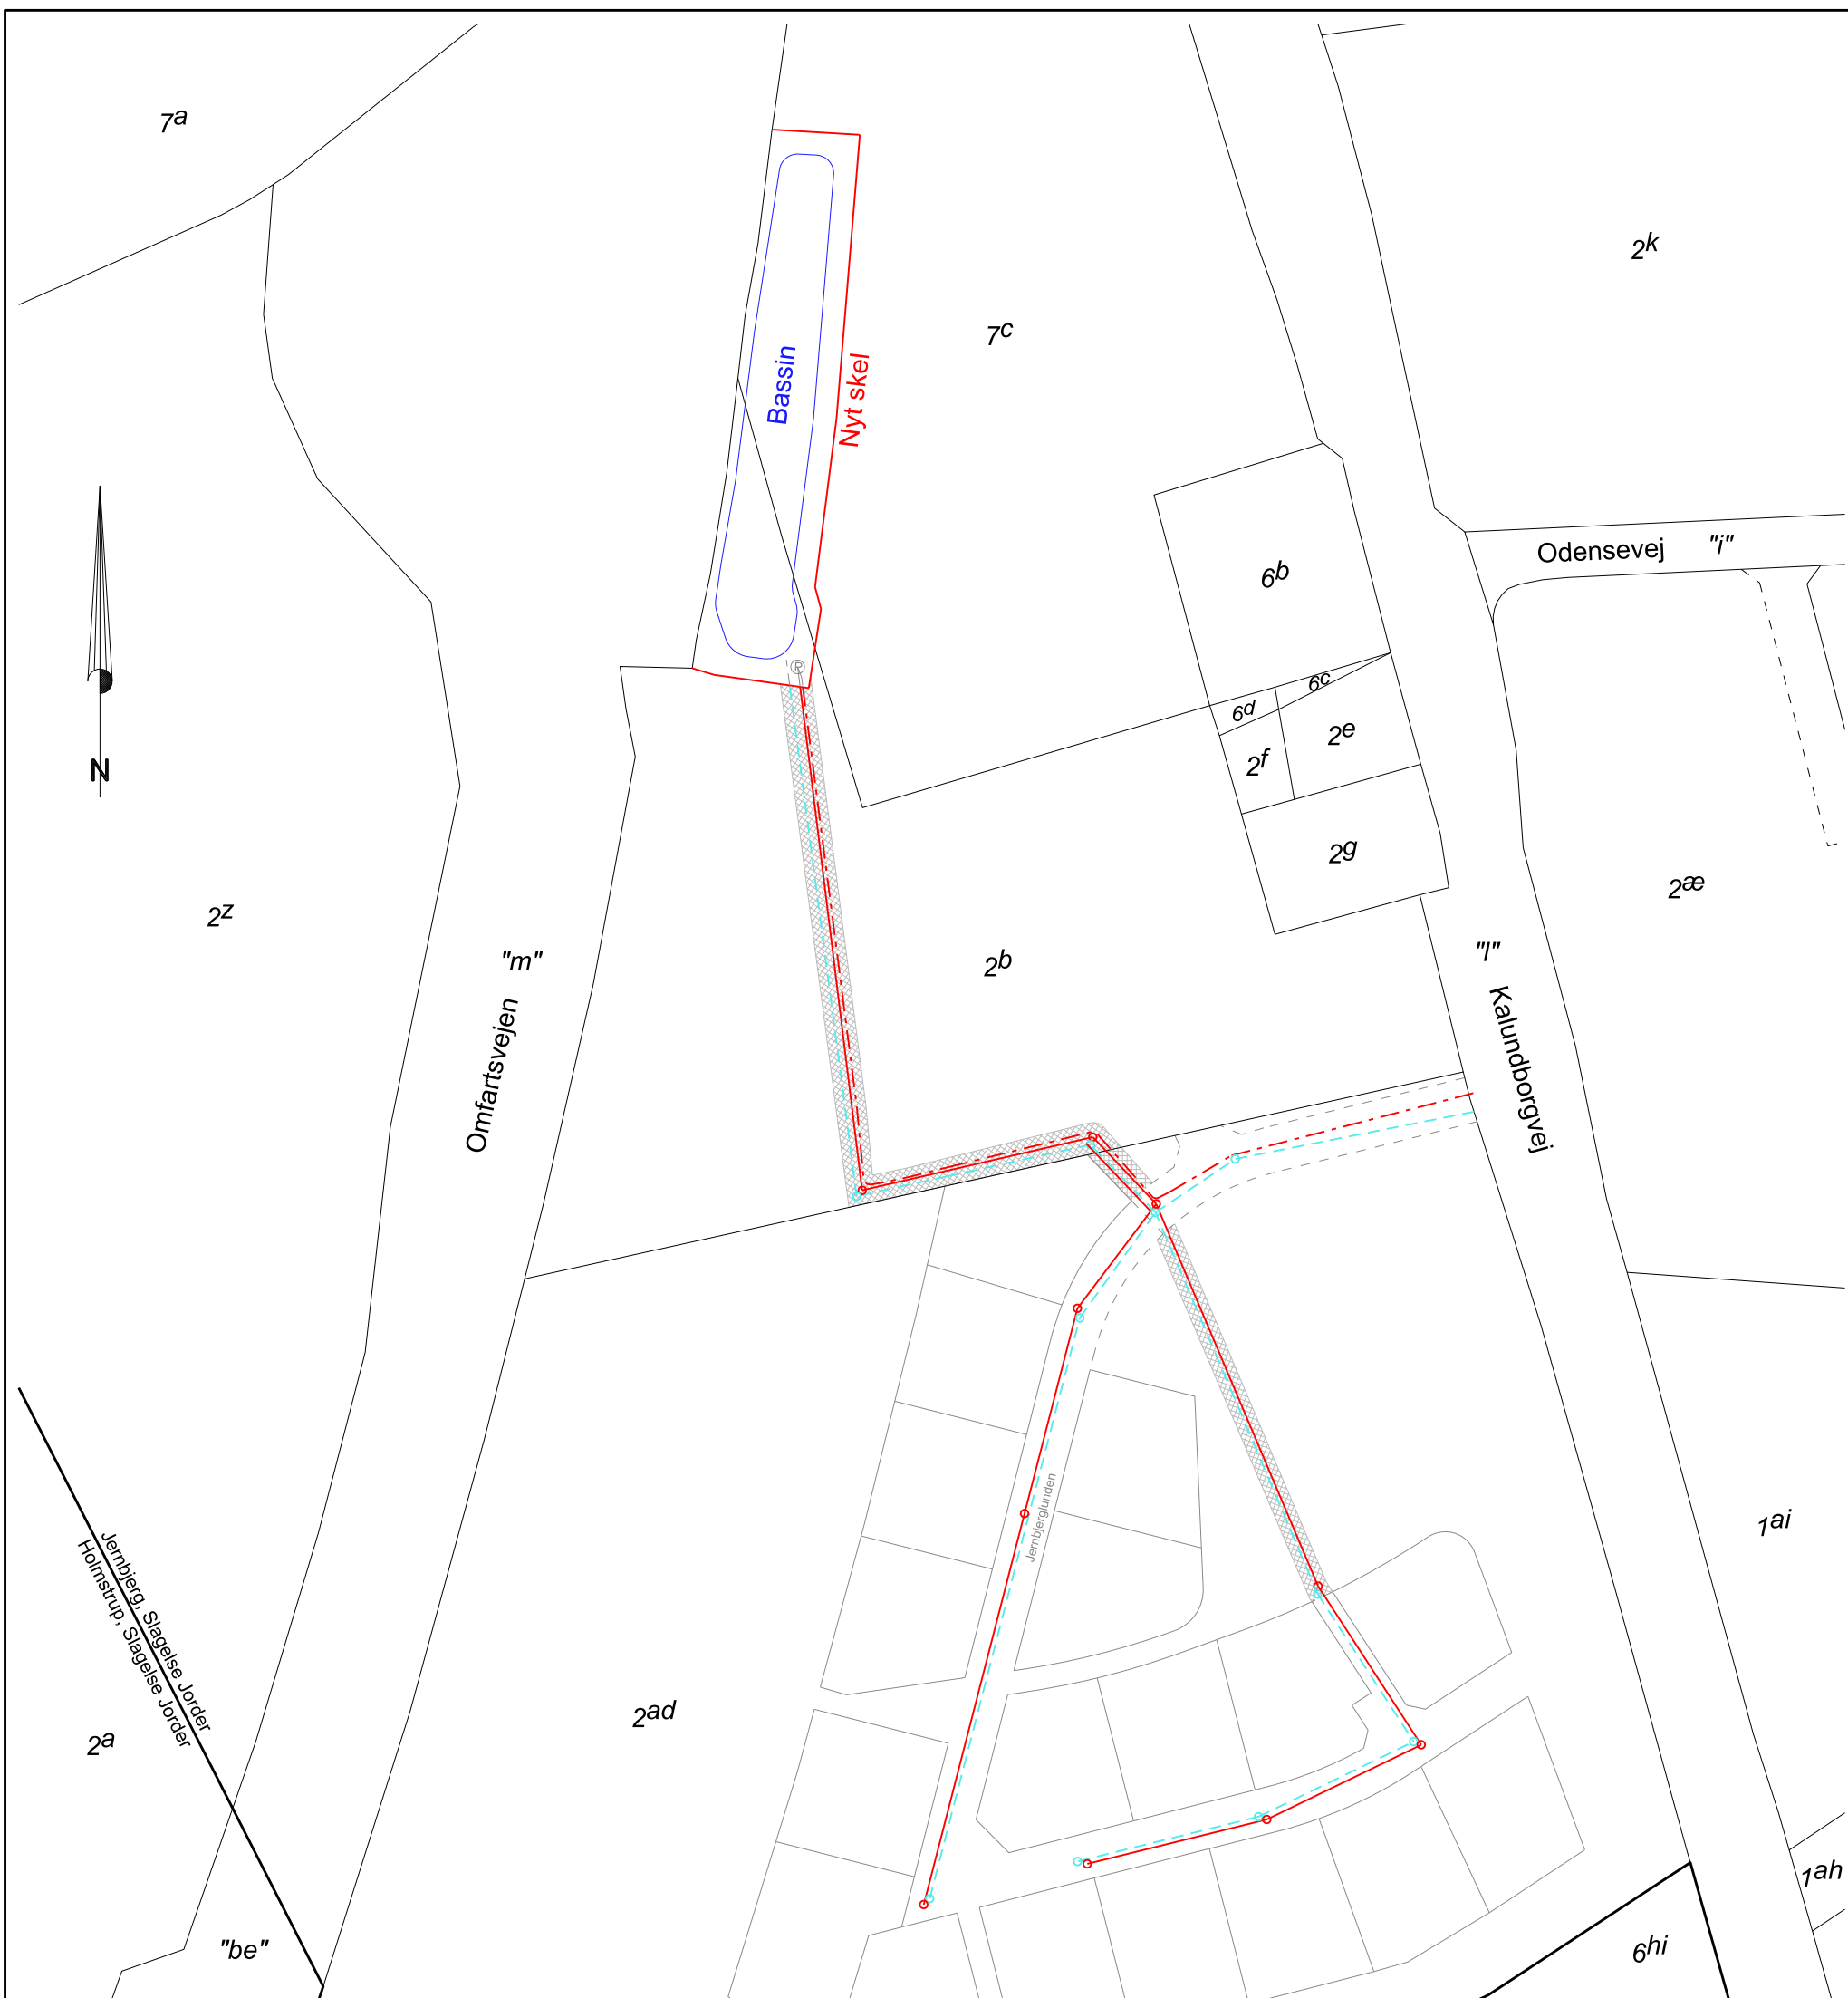 7a
2k
7c
Bassin
Nyt skel
Odensevej "i"
6b
6c
6d
2e
2f
2g
N
P
2æ
2z
"m"
Omfartsvejen
2b
"l"
Kalundborgvej
Jernbjerglunden
1ai
Jernbjerg, Slagelse Jorder
Holmstrup, Slagelse Jorder
2a
2ad
1ah
"be"
6hi